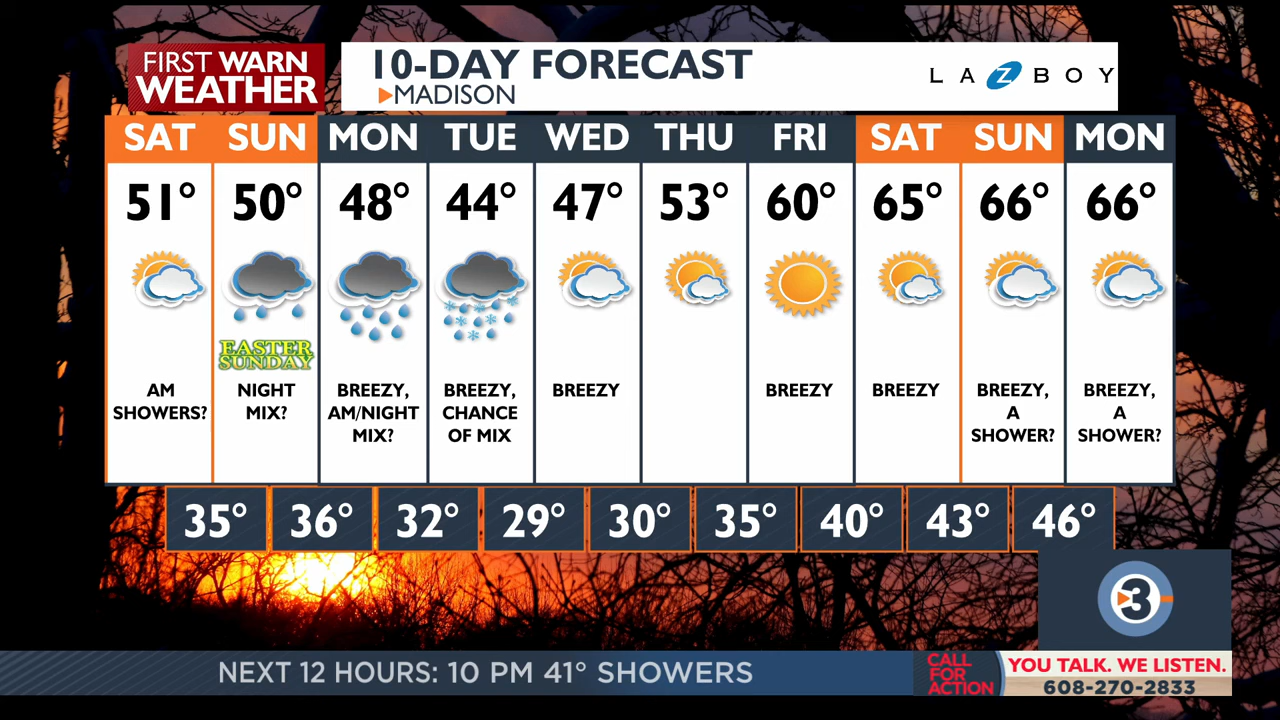 FIRST WARN
WEATHER
10-DAY FORECAST
MADISON
LA Z BOY
SAT SUN MON TUE WED THU FRI SAT SUN MON
51° 50° 48° 44° 47° 53° 60° 65° 66° 66°
EASTER
SUNDAY
AM
SHOWERS?
NIGHT
MIX?
BREEZY,
AM/NIGHT
MIX?
BREEZY,
CHANCE
OF MIX
BREEZY
BREEZY
BREEZY
BREEZY,
A
SHOWER?
BREEZY,
A
SHOWER?
35° 36° 32° 29° 30° 35° 40° 43° 46°
3
NEXT 12 HOURS: 10 PM 41° SHOWERS
CALL
FOR
ACTION
YOU TALK. WE LISTEN.
608-270-2833